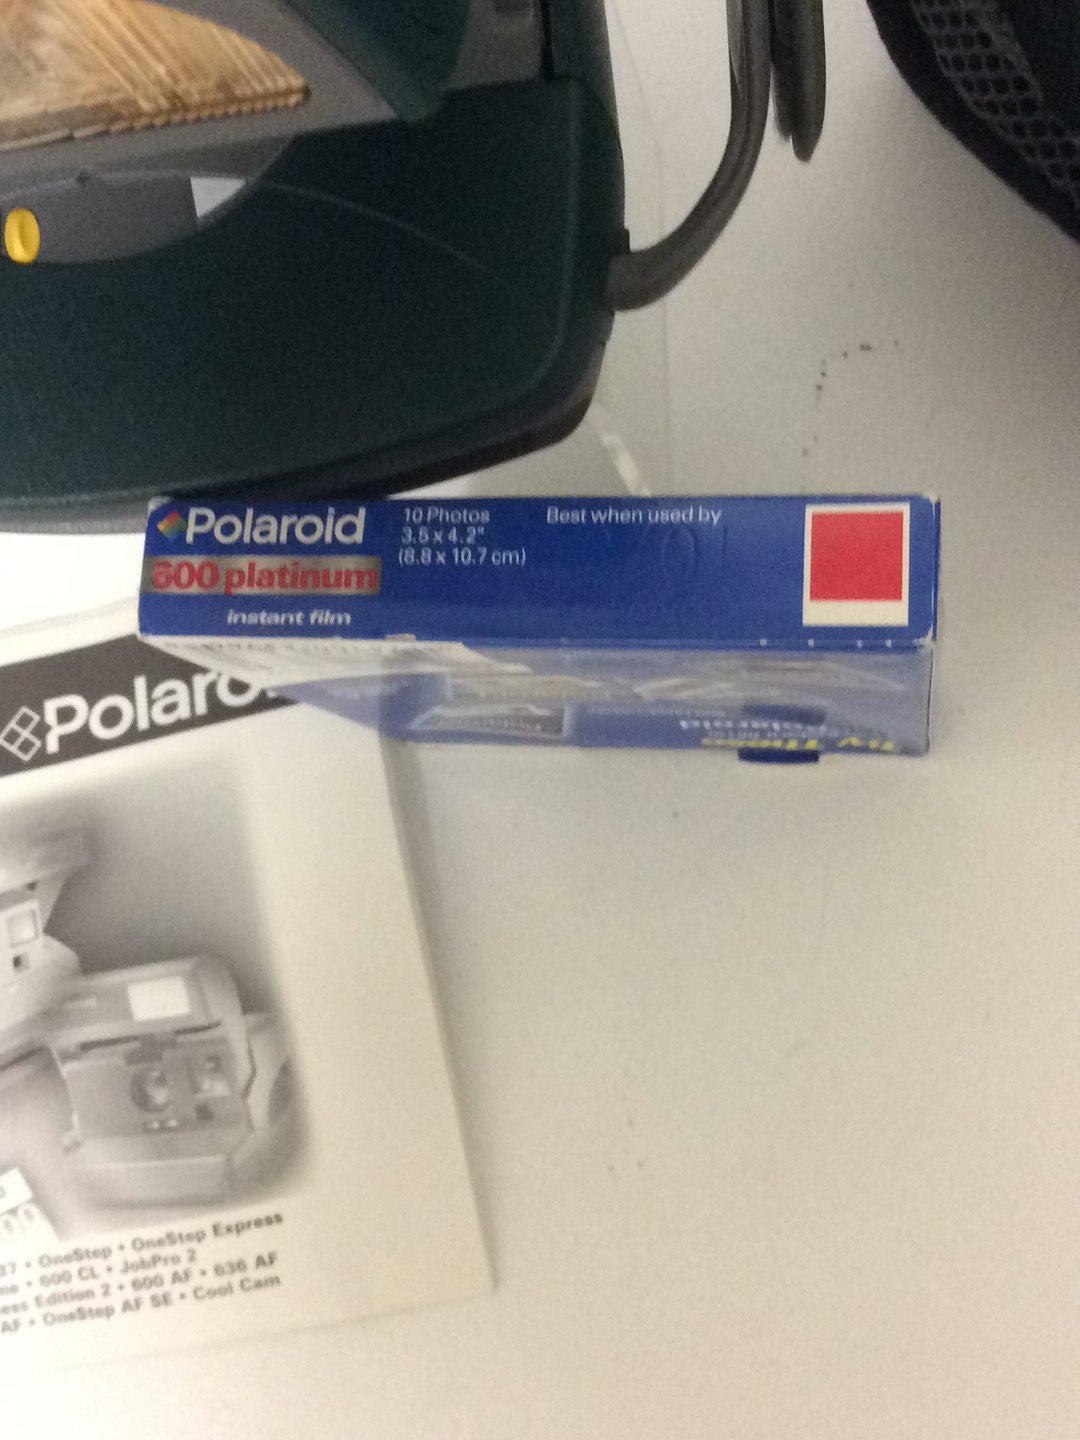 Polaroid
600 platinum
instant film
10 Photos
3.5 x 4.2"
(8.8 x 10.7 cm)
Best when used by
Polaro
• OneStep • OneStep Express
• 600 CL • JobPro 2
Edition 2 • 600 AF • 636 AF
AF • OneStep AF SE • Cool Cam